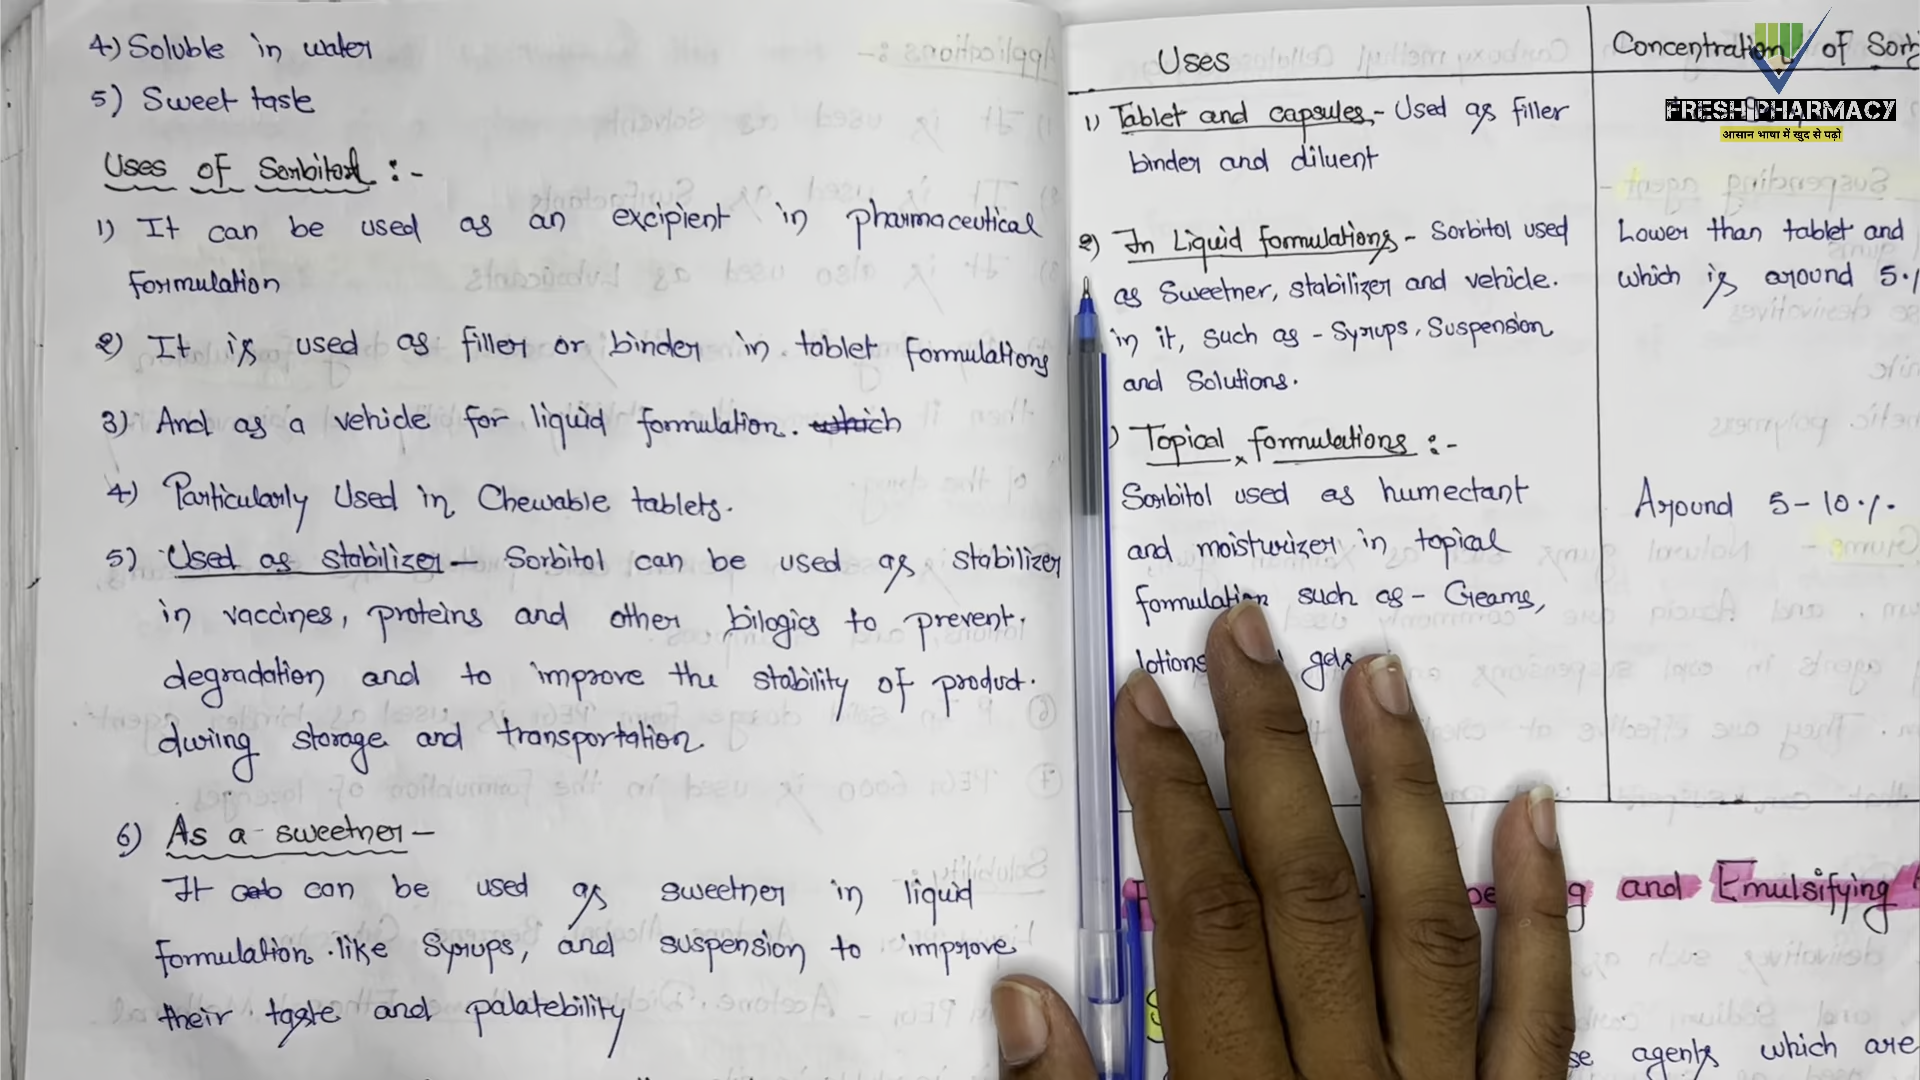 4) Soluble in water
5) Sweet taste
Uses of Sorbitol :-
1) It can be used as an excipient in pharmaceutical
formulation
2) It is used as filler or binder in tablet formulations
3) And as a vehicle for liquid formulation. which
4) Particularly Used in Chewable tablets.
5) Used as stabilizer - Sorbitol can be used as stabilizer
in vaccines, proteins and other bilogics to prevent.
degradation and to improve the stability of product.
during storage and transportation
6) As a sweetner -
It can be used as sweetner in liquid
formulation. like Syrups, and suspension to improve
their taste and palatebility
Uses
1) Tablet and capsules - Used as filler
binder and diluent
2) In Liquid formulations - Sorbitol used
as Sweetner, stabilizer and vehicle.
in it, such as - Syrups, Suspension
and Solutions.
) Topical formulations :-
Sorbitol used as humectant
and moisturizer in topical
formulation such as - Creams,
lotions gels
Concentration of Sorbi
Lower than tablet and
which is around 5%
Around 5-10%.
and Emulsifying
agents which are
FRESH PHARMACY
आसान भाषा में खुद से पढ़ो